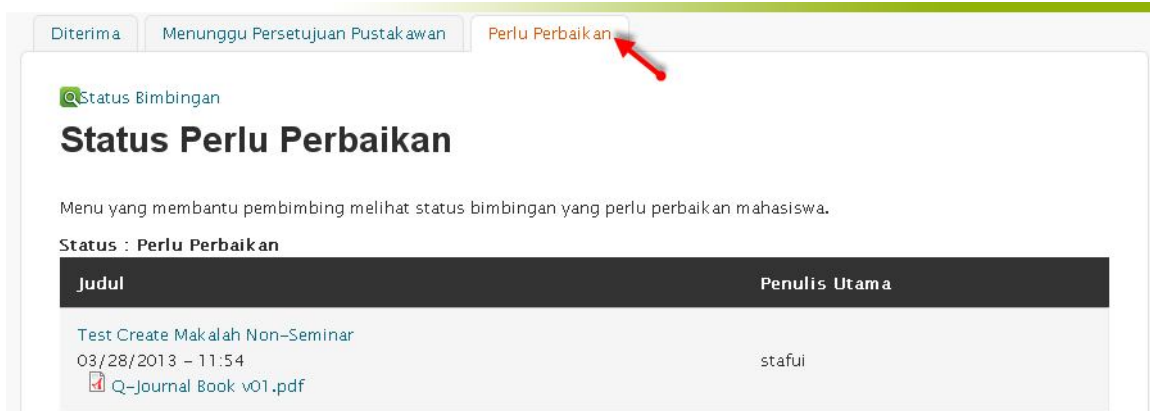 Diterima Menunggu Persetujuan Pustakawan Perlu Perbaikan
Status Bimbingan
Status Perlu Perbaikan
Menu yang membantu pembimbing melihat status bimbingan yang perlu perbaikan mahasiswa.
Status : Perlu Perbaikan
Judul Penulis Utama
Test Create Makalah Non-Seminar
03/28/2013 - 11:54 stafui
Q-Journal Book v01.pdf